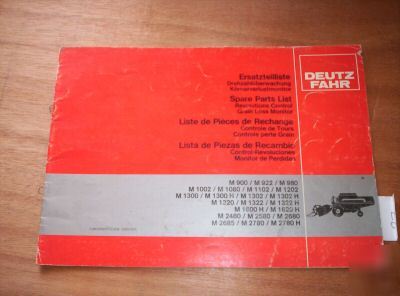 Ersatzteilliste
Drehzahlüberwachung
Körnerverlustmonitor
Spare Parts List
Revolutions Control
Grain Loss Monitor
Liste de Pièces de Rechange
Controle de Tours
Controle perte Grain
Lista de Piezas de Recambio
Control-Revoluciones
Monitor de Perdidas
DEUTZ
FAHR
M 900 / M 922 / M 980
M 1002 / M 1080 / M 1102 / M 1202
M 1300 / M 1300 H / M 1302 / M 1302 H
M 1320 / M 1322 / M 1322 H
M 1600 H / M 1620 H
M 2480 / M 2580 / M 2680
M 2685 / M 2780 / M 2780 H